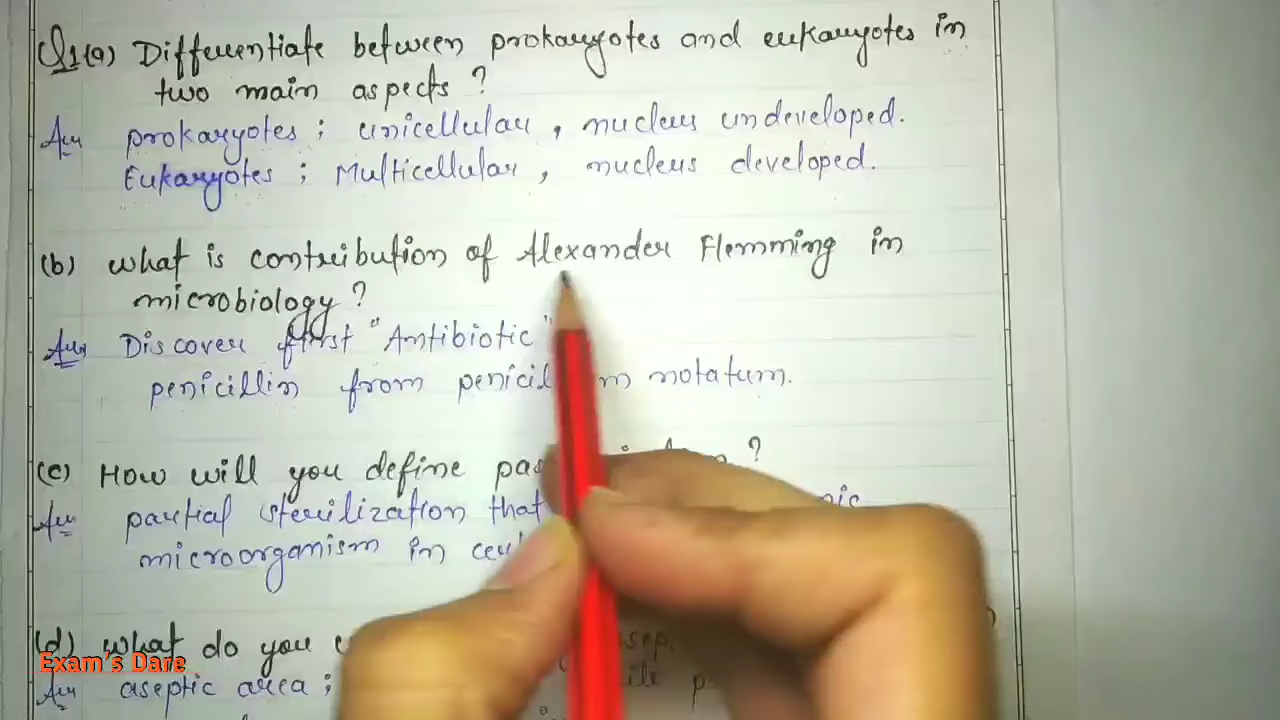 Q1(a) Differentiate between prokaryotes and eukaryotes in
two main aspects ?
Ans prokaryotes ; unicellular , nucleus undeveloped.
Eukaryotes ; Multicellular , nucleus developed.
(b) what is contribution of Alexander Flemming in
microbiology ?
Ans Discover first "Antibiotic"
penicillin from notatum.
(c) How will you define ?
Ans partial sterilization that
microorganism in
(d) what do you
Exam's Dare
Ans aseptic area ;